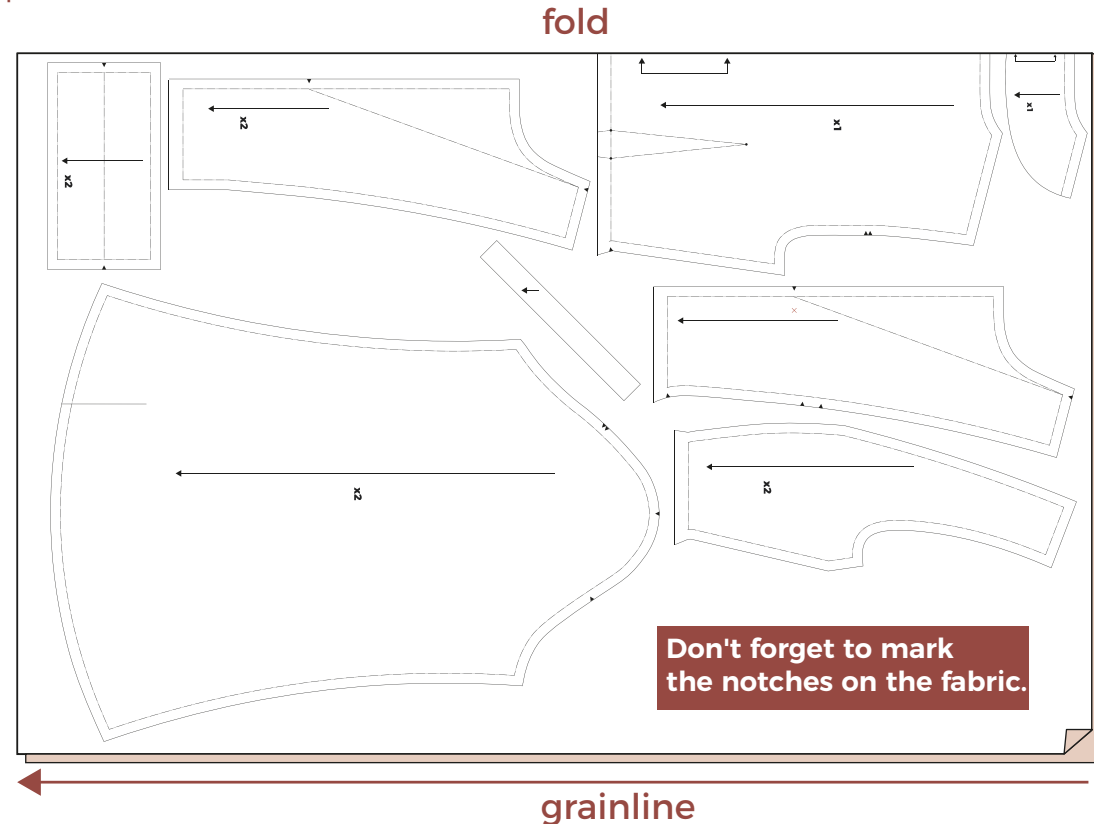 fold
x2
x2
x1
x1
x2
x2
Don't forget to mark
the notches on the fabric.
grainline